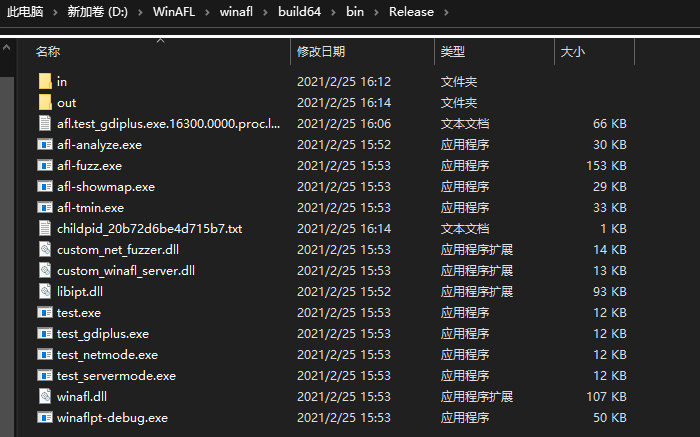 此电脑 › 新加卷 (D:) › WinAFL › winafl › build64 › bin › Release ›
名称 修改日期 类型 大小
in 2021/2/25 16:12 文件夹
out 2021/2/25 16:14 文件夹
afl.test_gdiplus.exe.16300.0000.proc.l... 2021/2/25 16:06 文本文档 66 KB
afl-analyze.exe 2021/2/25 15:52 应用程序 30 KB
afl-fuzz.exe 2021/2/25 15:53 应用程序 153 KB
afl-showmap.exe 2021/2/25 15:53 应用程序 29 KB
afl-tmin.exe 2021/2/25 15:53 应用程序 33 KB
childpid_20b72d6be4d715b7.txt 2021/2/25 16:14 文本文档 1 KB
custom_net_fuzzer.dll 2021/2/25 15:53 应用程序扩展 14 KB
custom_winafl_server.dll 2021/2/25 15:53 应用程序扩展 13 KB
libipt.dll 2021/2/25 15:52 应用程序扩展 93 KB
test.exe 2021/2/25 15:53 应用程序 12 KB
test_gdiplus.exe 2021/2/25 15:53 应用程序 12 KB
test_netmode.exe 2021/2/25 15:53 应用程序 12 KB
test_servermode.exe 2021/2/25 15:53 应用程序 12 KB
winafl.dll 2021/2/25 15:53 应用程序扩展 107 KB
winaflpt-debug.exe 2021/2/25 15:53 应用程序 50 KB